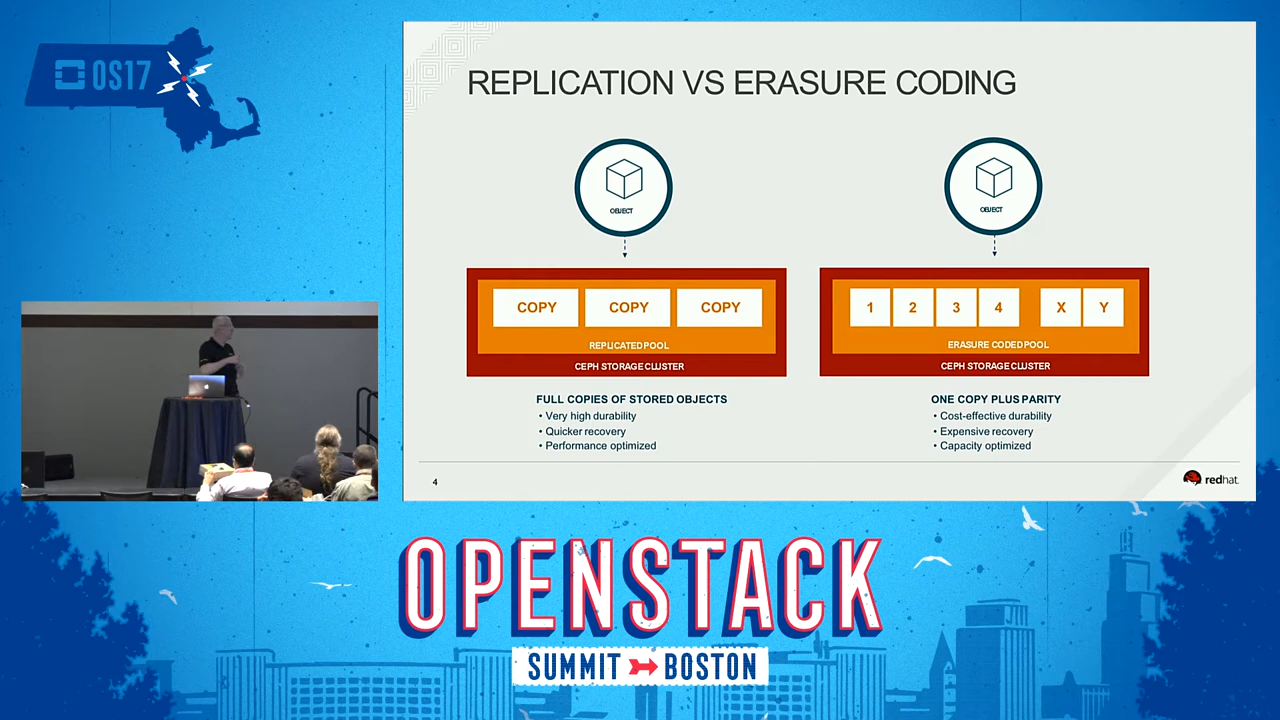 OS17
REPLICATION VS ERASURE CODING
OBJECT
OBJECT
COPY COPY COPY
REPLICATED POOL
CEPH STORAGE CLUSTER
1 2 3 4 X Y
ERASURE CODED POOL
CEPH STORAGE CLUSTER
FULL COPIES OF STORED OBJECTS
• Very high durability
• Quicker recovery
• Performance optimized
ONE COPY PLUS PARITY
• Cost-effective durability
• Expensive recovery
• Capacity optimized
4
redhat.
OPENSTACK
SUMMIT BOSTON